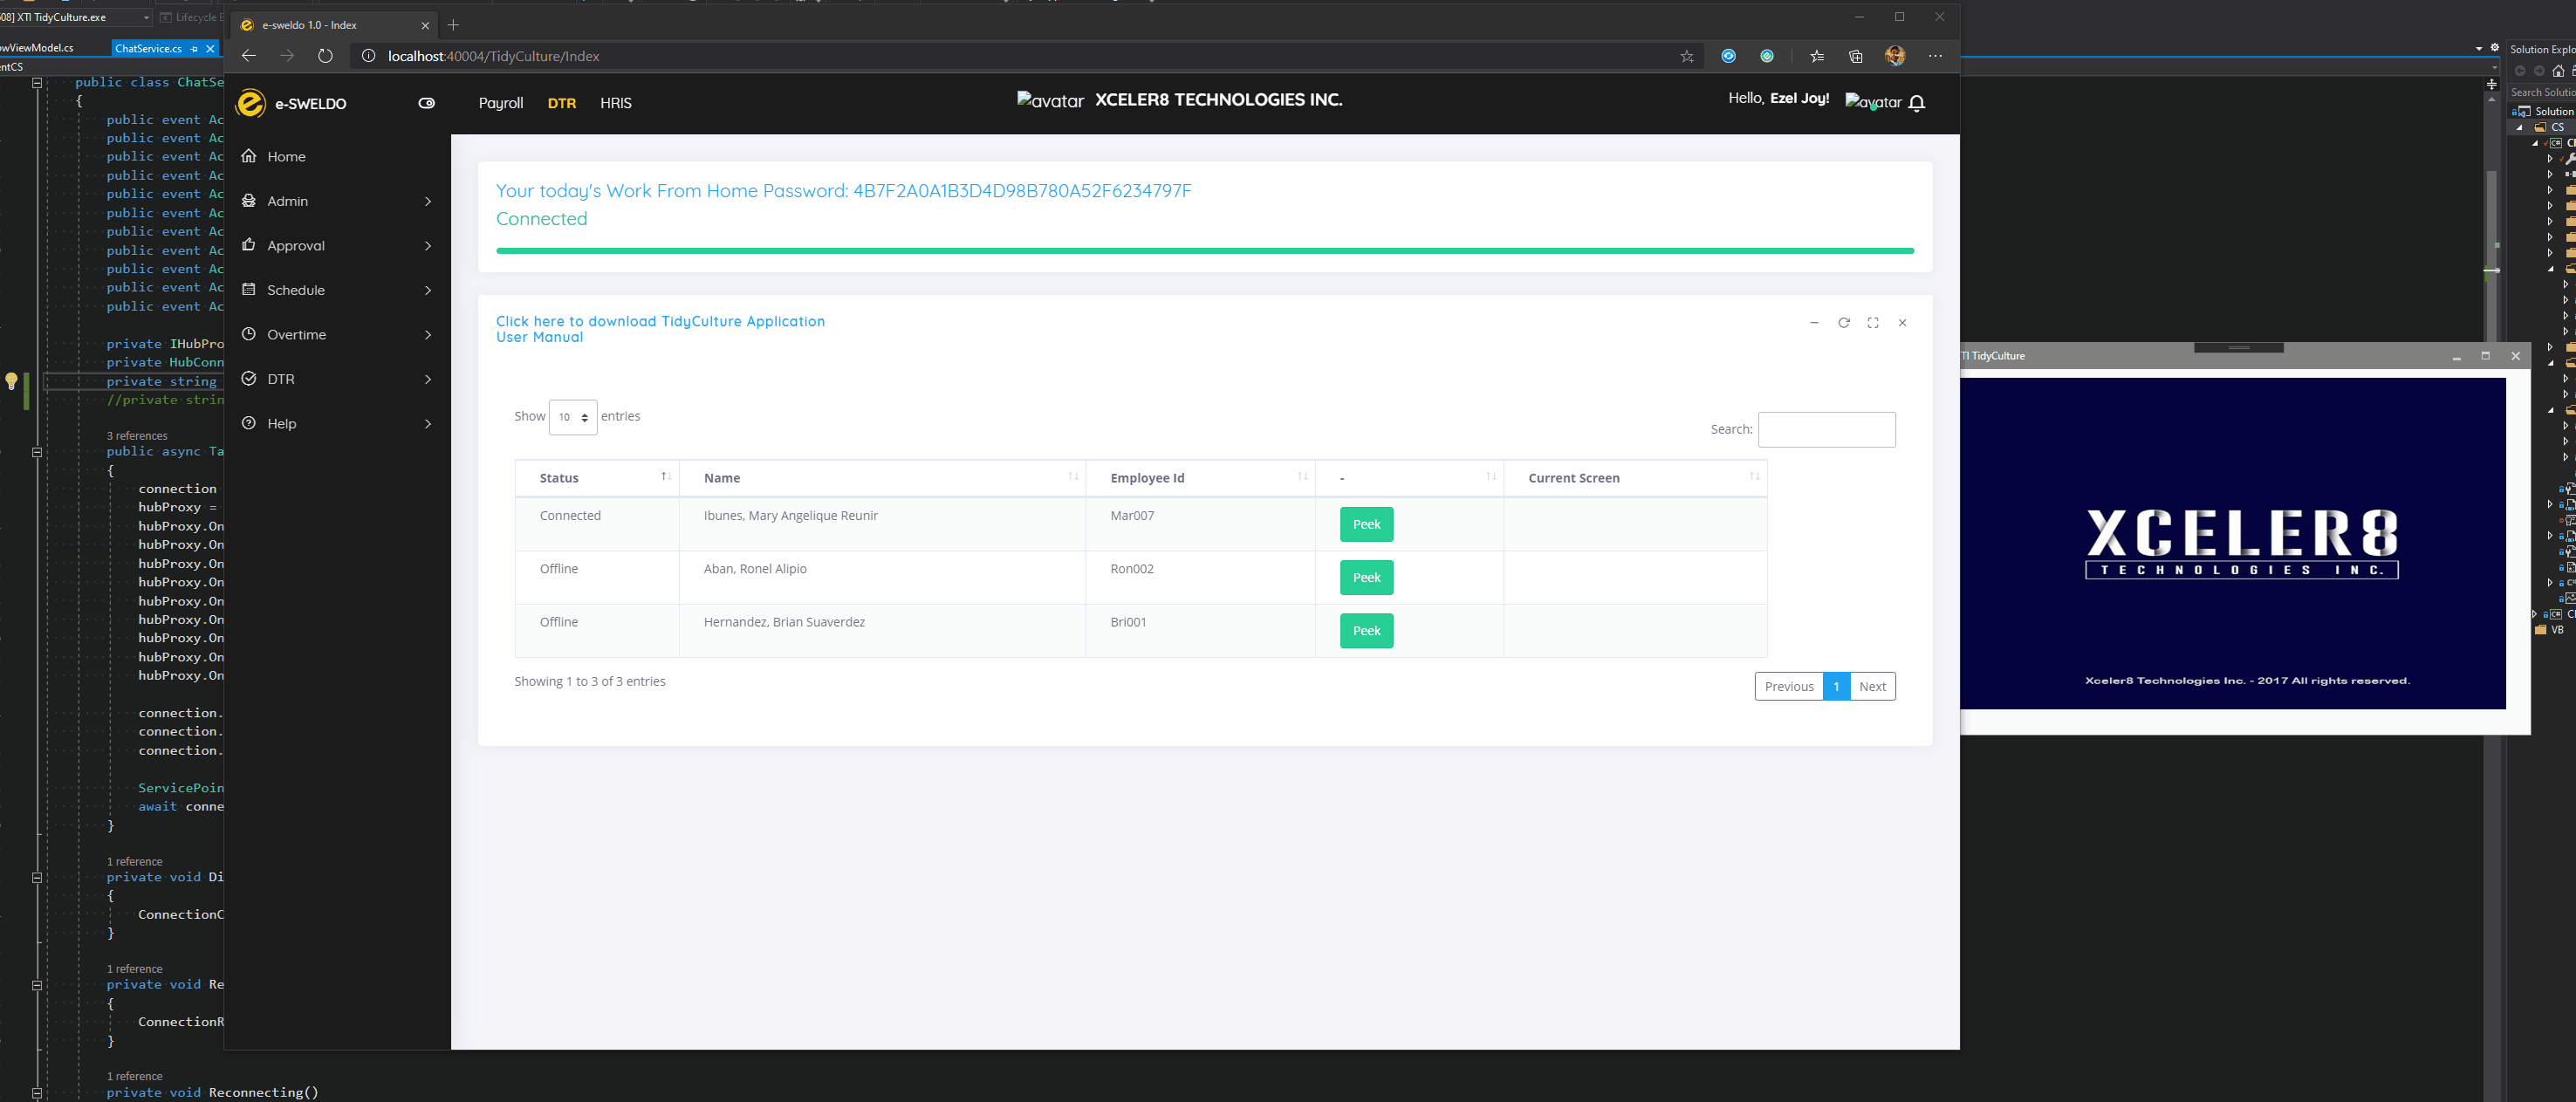 08] XTI TidyCulture.exe
Lifecycle E
owViewModel.cs
ChatService.cs
entCS
public class ChatSe
{
public event Ac
public event Ac
public event Ac
public event Ac
public event Ac
public event Ac
public event Ac
public event Ac
public event Ac
public event Ac
public event Ac
private IHubPro
private HubConn
private string
//private strin
3 references
public async Ta
{
connection
hubProxy =
hubProxy.On
hubProxy.On
hubProxy.On
hubProxy.On
hubProxy.On
hubProxy.On
hubProxy.On
hubProxy.On
hubProxy.On
connection.
connection.
connection.
ServicePoin
await conne
}
1 reference
private void Di
{
ConnectionC
}
1 reference
private void Re
{
ConnectionR
}
1 reference
private void Reconnecting()
e-sweldo 1.0 - Index
localhost:40004/TidyCulture/Index
e-SWELDO
Payroll DTR HRIS
avatar XCELER8 TECHNOLOGIES INC.
Hello, Ezel Joy! avatar
Home
Admin
Approval
Schedule
Overtime
DTR
Help
Your today's Work From Home Password: 4B7F2A0A1B3D4D98B780A52F6234797F
Connected
Click here to download TidyCulture Application
User Manual
Show 10 entries
Search:
Status Name Employee Id - Current Screen
Connected Ibunes, Mary Angelique Reunir Mar007 Peek
Offline Aban, Ronel Alipio Ron002 Peek
Offline Hernandez, Brian Suaverdez Bri001 Peek
Showing 1 to 3 of 3 entries
Previous 1 Next
TI TidyCulture
XCELER8
TECHNOLOGIES INC.
Xceler8 Technologies Inc. - 2017 All rights reserved.
Solution Explo
Search Solutio
Solution
CS
VB